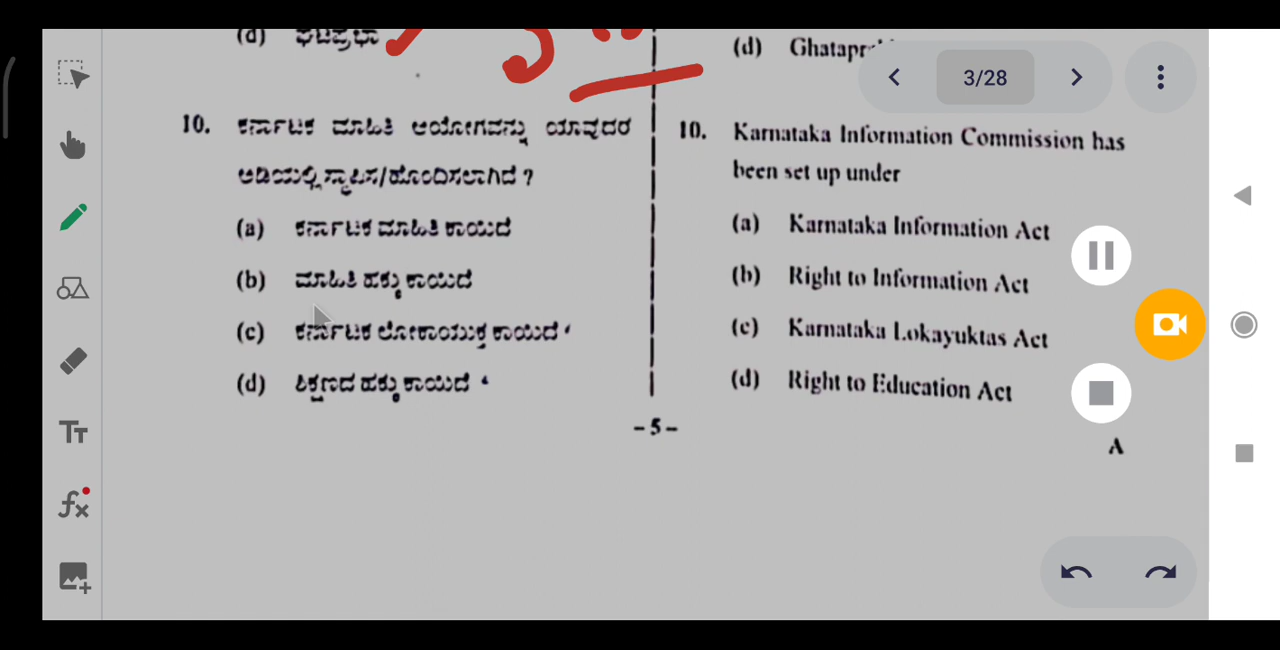 (d) ಘಟಪ್ರಭಾ
10. ಕರ್ನಾಟಕ ಮಾಹಿತಿ ಆಯೋಗವನ್ನು ಯಾವುದರ
ಅಡಿಯಲ್ಲಿ ಸ್ಥಾಪಿಸ/ಹೊಂದಿಸಲಾಗಿದೆ ?
(a) ಕರ್ನಾಟಕ ಮಾಹಿತಿ ಕಾಯಿದೆ
(b) ಮಾಹಿತಿ ಹಕ್ಕು ಕಾಯಿದೆ
(c) ಕರ್ನಾಟಕ ಲೋಕಾಯುಕ್ತ ಕಾಯಿದೆ
(d) ಶಿಕ್ಷಣದ ಹಕ್ಕು ಕಾಯಿದೆ
(d)
3/28
10. Karnataka Information Commission has
been set up under
(a) Karnataka Information Act
(b) Right to Information Act
(c) Karnataka Lokayuktas Act
(d) Right to Education Act
– 5 –
A
TT
fx